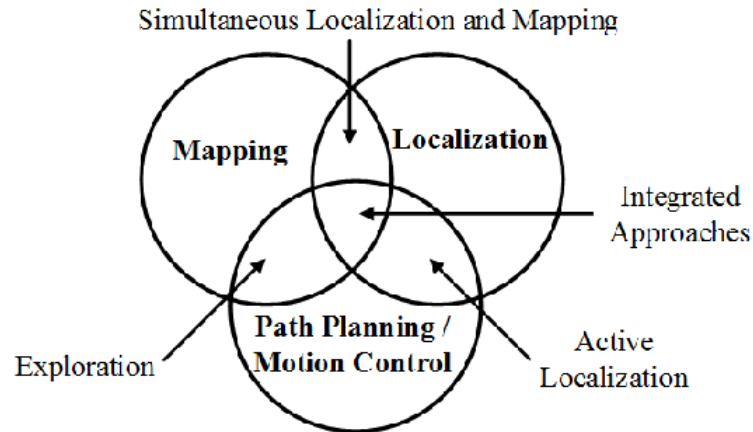 Simultaneous Localization and Mapping
Mapping
Localization
Integrated
Approaches
Path Planning /
Motion Control
Exploration
Active
Localization